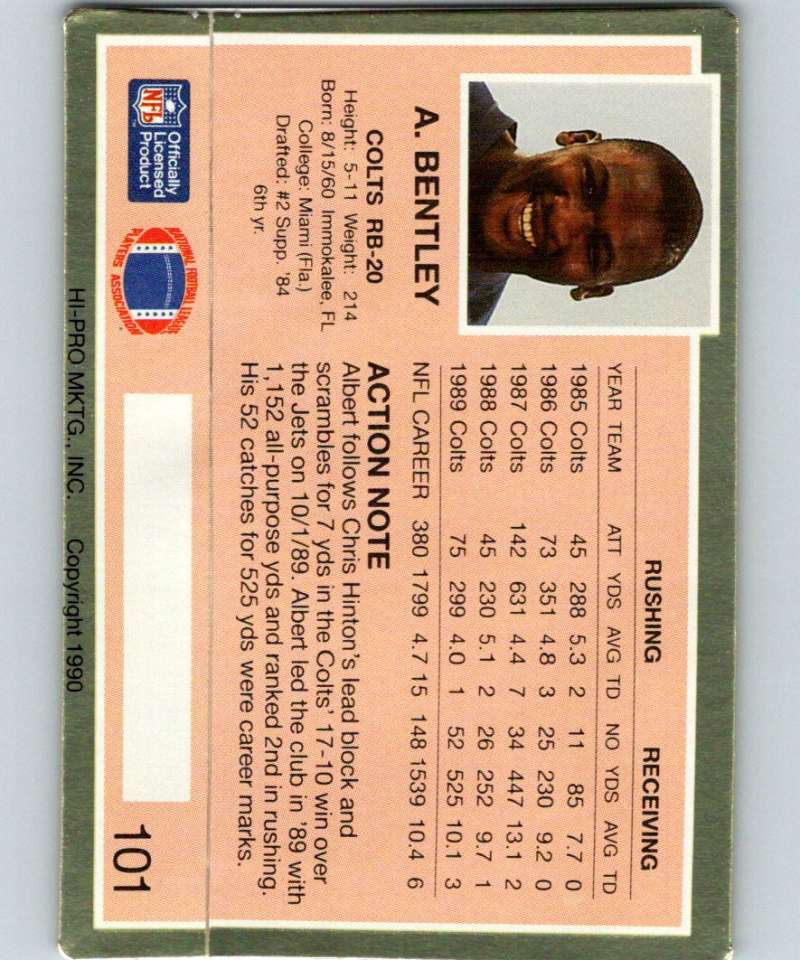 A. BENTLEY
COLTS RB-20
Height: 5-11 Weight: 214
Born: 8/15/60 Immokalee, FL
College: Miami (Fla.)
Drafted: #2 Supp. '84
6th yr.
NFL
Officially
Licensed
Product
NATIONAL FOOTBALL LEAGUE
PLAYERS ASSOCIATION
RUSHING RECEIVING
YEAR TEAM ATT YDS AVG TD NO YDS AVG TD
1985 Colts 45 288 5.3 2 11 85 7.7 0
1986 Colts 73 351 4.8 3 25 230 9.2 0
1987 Colts 142 631 4.4 7 34 447 13.1 2
1988 Colts 45 230 5.1 2 26 252 9.7 1
1989 Colts 75 299 4.0 1 52 525 10.1 3
NFL CAREER 380 1799 4.7 15 148 1539 10.4 6
ACTION NOTE
Albert follows Chris Hinton's lead block and
scrambles for 7 yds in the Colts' 17-10 win over
the Jets on 10/1/89. Albert led the club in '89 with
1,152 all-purpose yds and ranked 2nd in rushing.
His 52 catches for 525 yds were career marks.
101
HI-PRO MKTG., INC. Copyright 1990